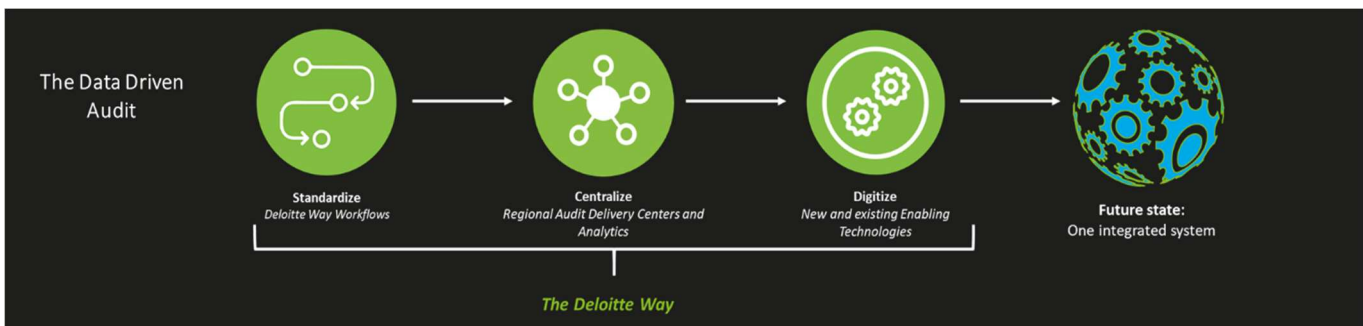 The Data Driven
Audit
Standardize
Deloitte Way Workflows
Centralize
Regional Audit Delivery Centers and
Analytics
Digitize
New and existing Enabling
Technologies
Future state:
One integrated system
The Deloitte Way